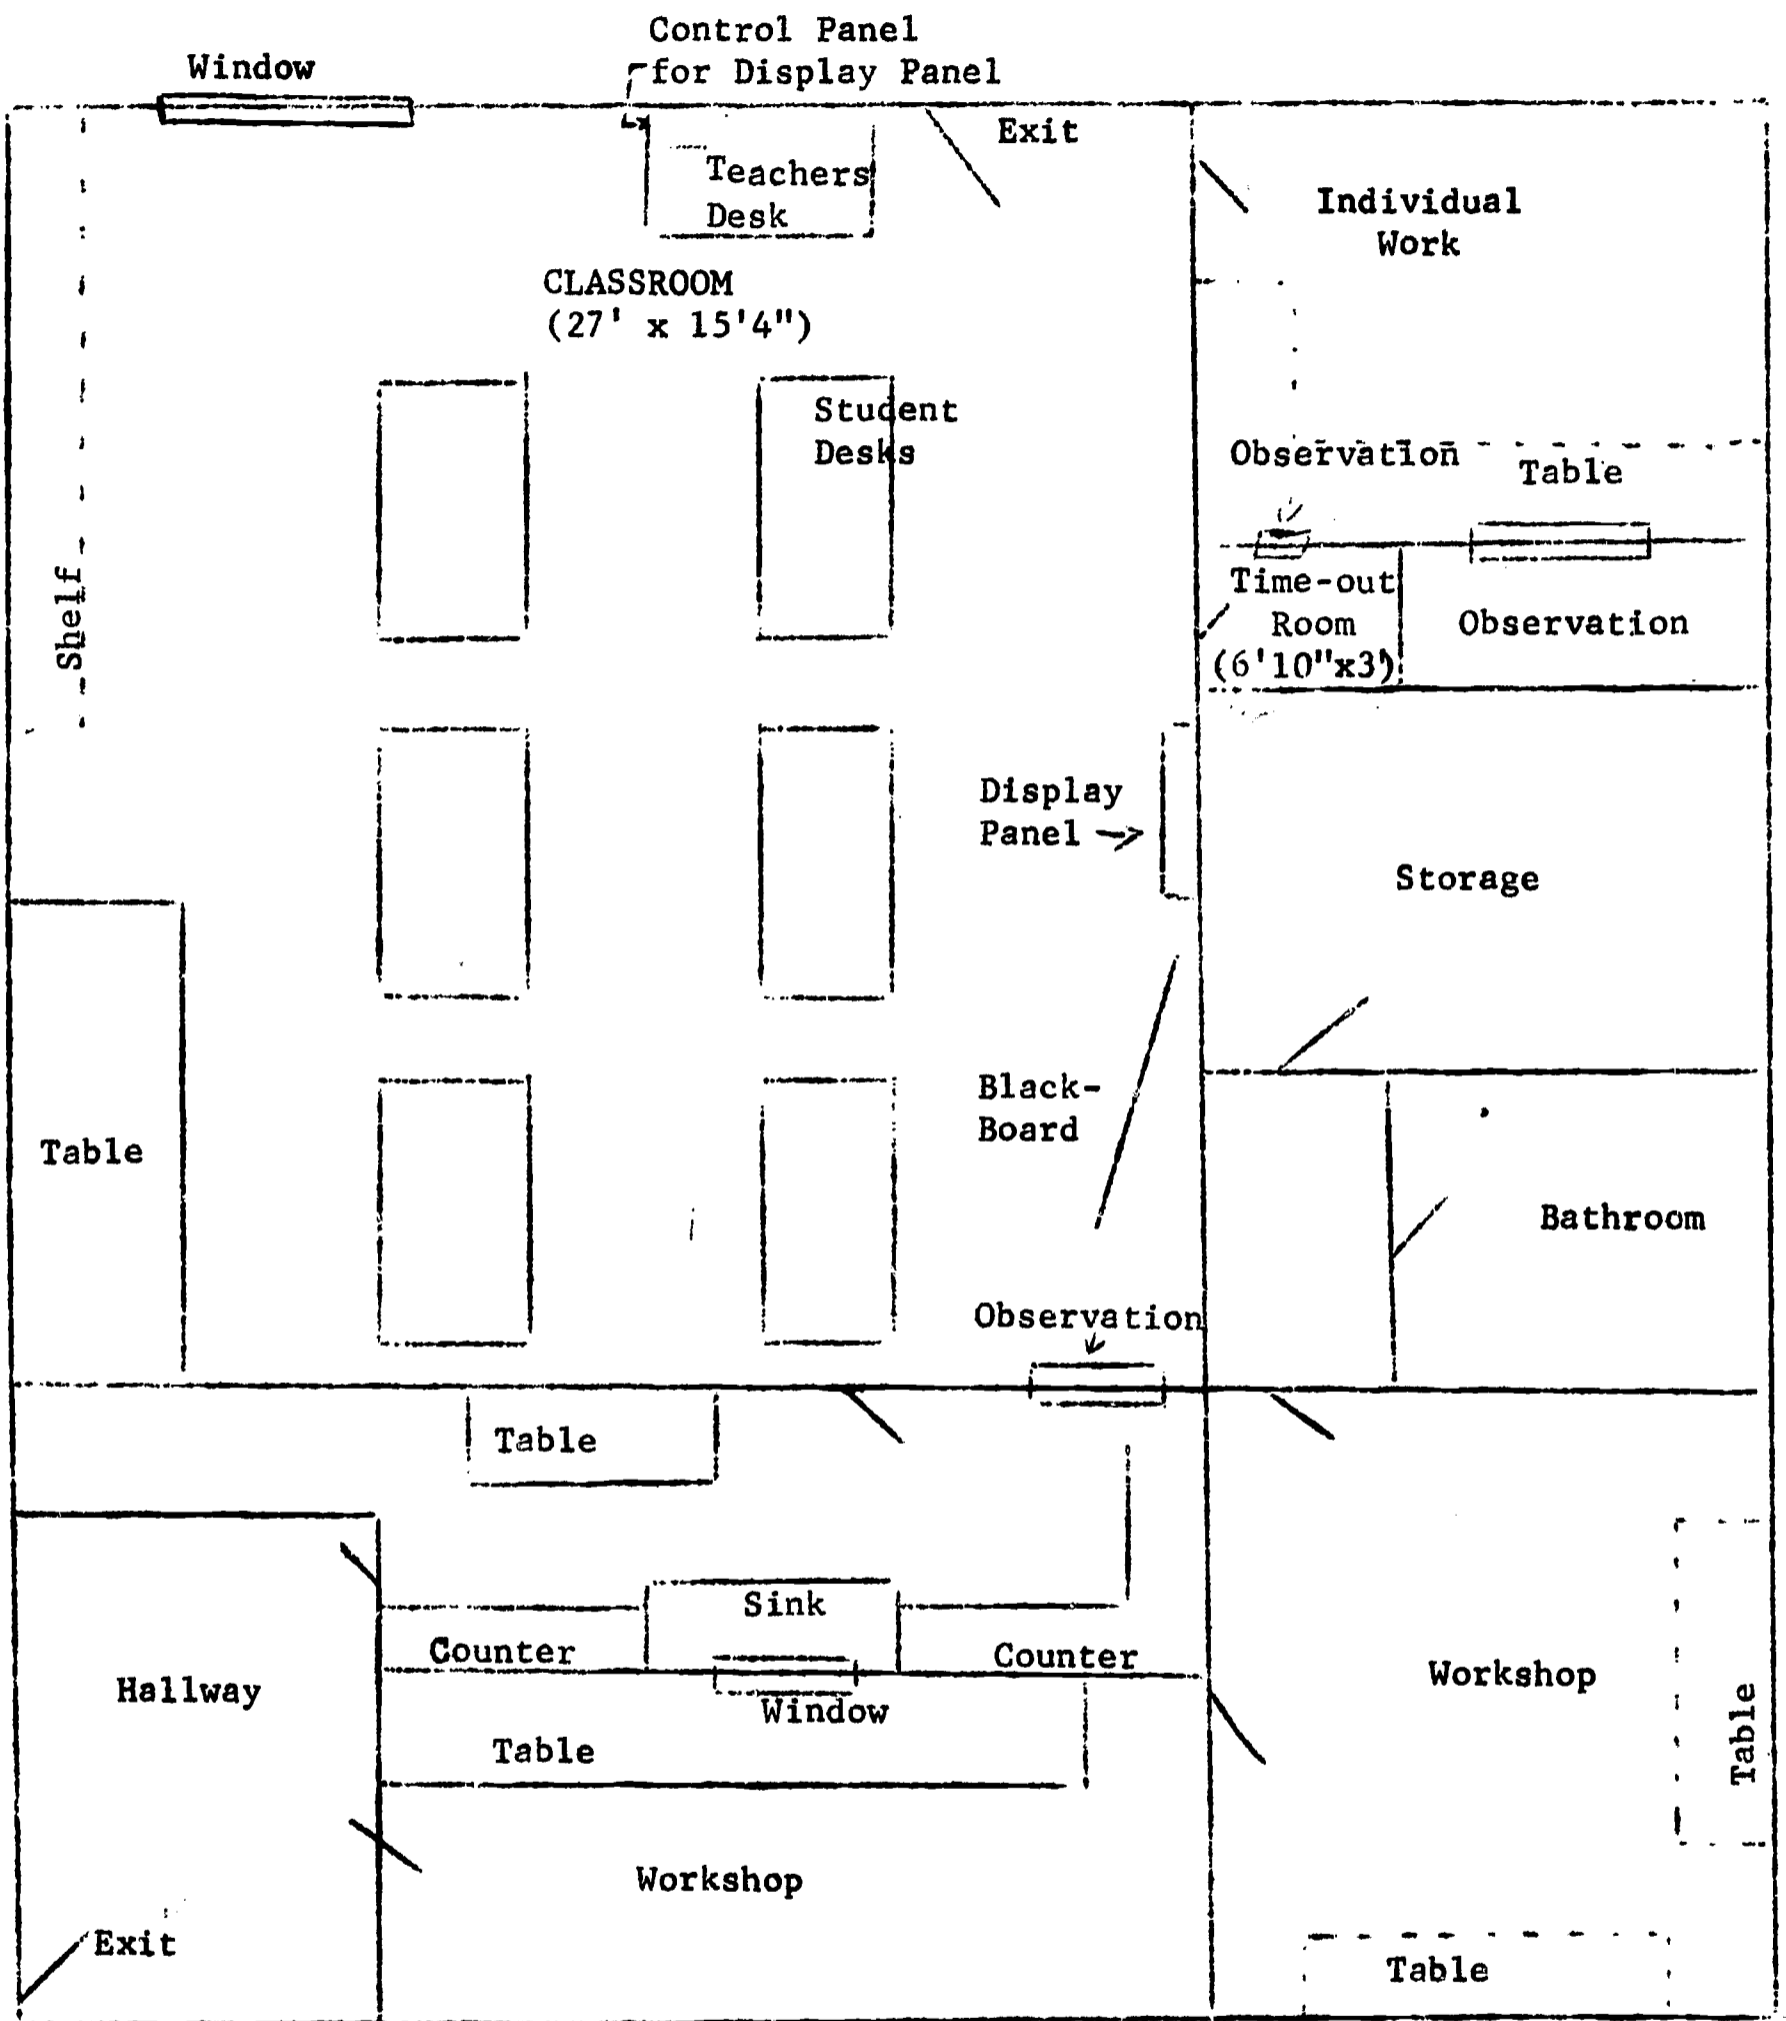 Control Panel
for Display Panel
Window
Exit
Teachers
Desk
Individual
Work
CLASSROOM
(27' x 15'4")
Student
Desks
Observation
Table
Shelf
Time-out
Room
(6'10"x3')
Observation
Display
Panel
Storage
Black-
Board
Table
Bathroom
Observation
Table
Sink
Counter
Counter
Hallway
Window
Workshop
Table
Table
Workshop
Exit
Table